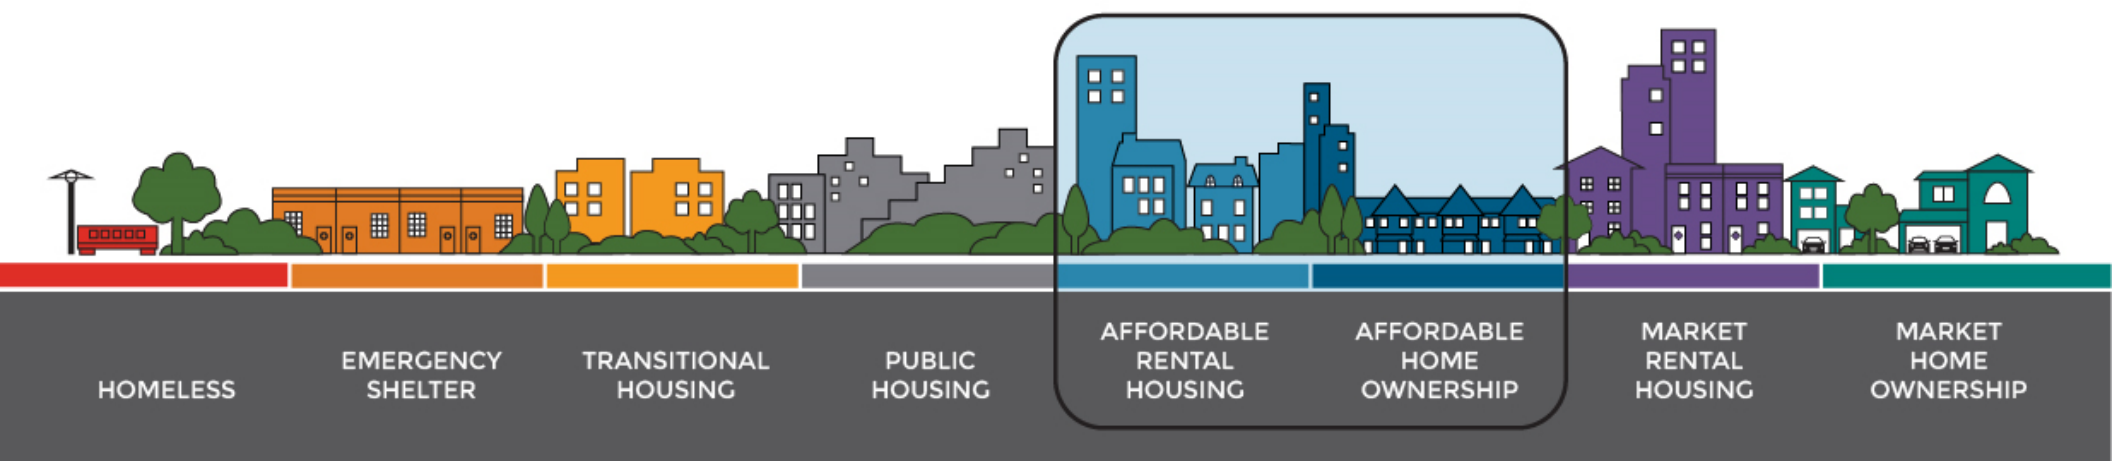 HOMELESS
EMERGENCY
SHELTER
TRANSITIONAL
HOUSING
PUBLIC
HOUSING
AFFORDABLE
RENTAL
HOUSING
AFFORDABLE
HOME
OWNERSHIP
MARKET
RENTAL
HOUSING
MARKET
HOME
OWNERSHIP